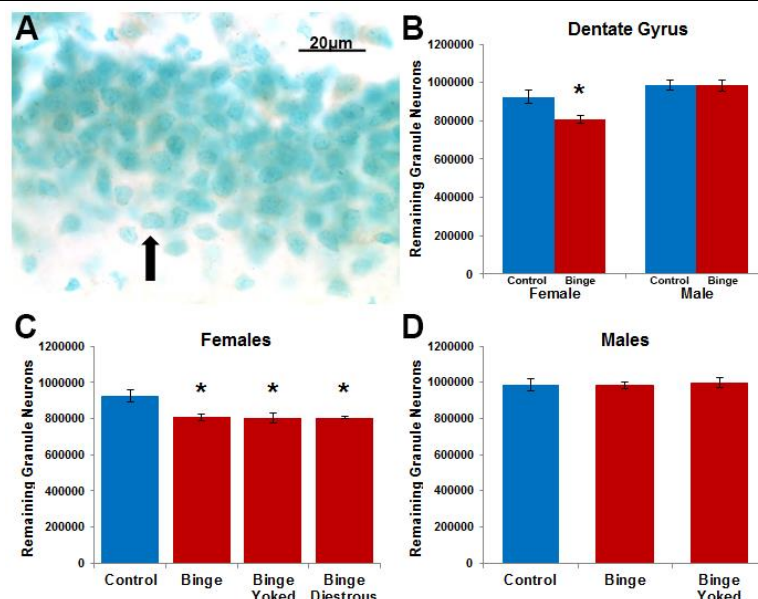 A
20µm
B
Dentate Gyrus
Remaining Granule Neurons
1200000
1000000
800000
600000
400000
200000
0
*
Control Binge Control Binge
Female Male
C
Females
Remaining Granule Neurons
1200000
1000000
800000
600000
400000
200000
0
* * *
Control Binge Binge Binge
Yoked Diestrous
D
Males
Remaining Granule Neurons
1200000
1000000
800000
600000
400000
200000
0
Control Binge Binge
Yoked